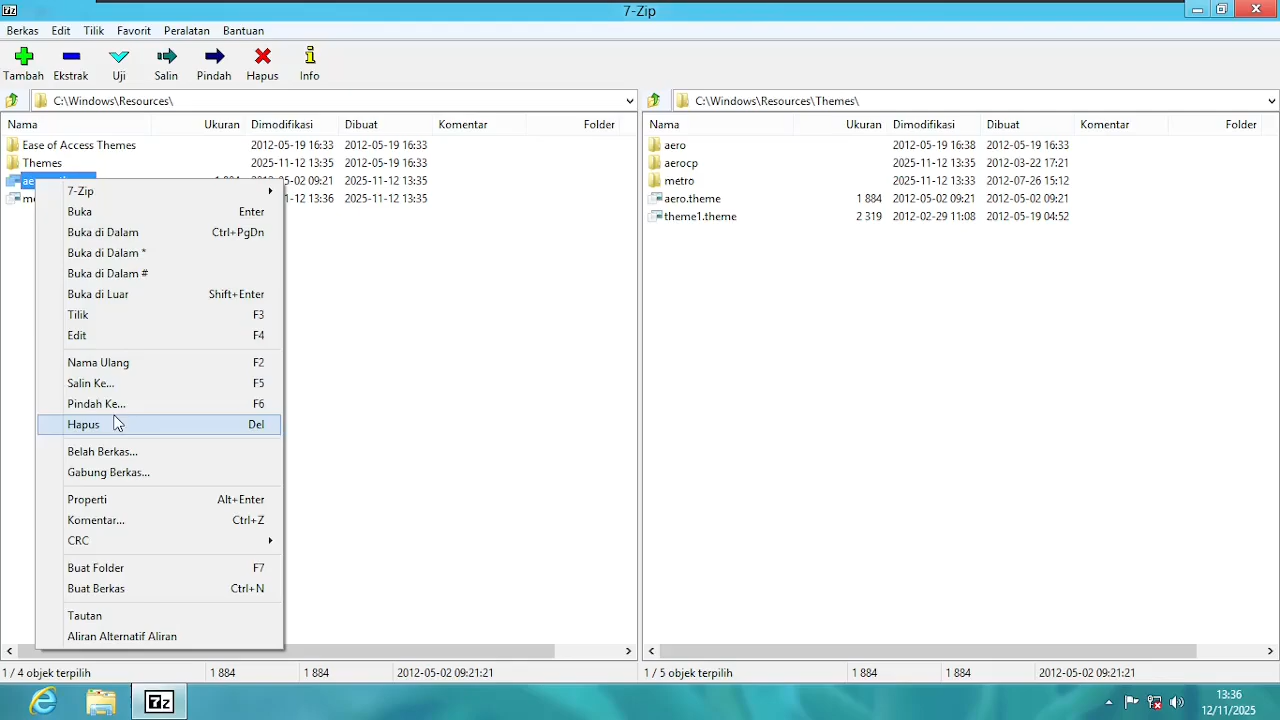 7-Zip
Berkas Edit Tilik Favorit Peralatan Bantuan
Tambah Ekstrak Uji Salin Pindah Hapus Info
C:\Windows\Resources\
Nama Ukuran Dimodifikasi Dibuat Komentar Folder
Ease of Access Themes 2012-05-19 16:33 2012-05-19 16:33
Themes 2025-11-12 13:35 2012-05-19 16:33
09:21 2025-11-12 13:35
13:36 2025-11-12 13:35
7-Zip
Buka Enter
Buka di Dalam Ctrl+PgDn
Buka di Dalam *
Buka di Dalam #
Buka di Luar Shift+Enter
Tilik F3
Edit F4
Nama Ulang F2
Salin Ke... F5
Pindah Ke... F6
Hapus Del
Belah Berkas...
Gabung Berkas...
Properti Alt+Enter
Komentar... Ctrl+Z
CRC
Buat Folder F7
Buat Berkas Ctrl+N
Tautan
Aliran Alternatif Aliran
1 / 4 objek terpilih 1 884 1 884 2012-05-02 09:21:21
C:\Windows\Resources\Themes\
Nama Ukuran Dimodifikasi Dibuat Komentar Folder
aero 2012-05-19 16:38 2012-05-19 16:33
aerocp 2025-11-12 13:35 2012-03-22 17:21
metro 2025-11-12 13:33 2012-07-26 15:12
aero.theme 1 884 2012-05-02 09:21 2012-05-02 09:21
theme1.theme 2 319 2012-02-29 11:08 2012-05-19 04:52
1 / 5 objek terpilih 1 884 1 884 2012-05-02 09:21:21
7z
13:36
12/11/2025